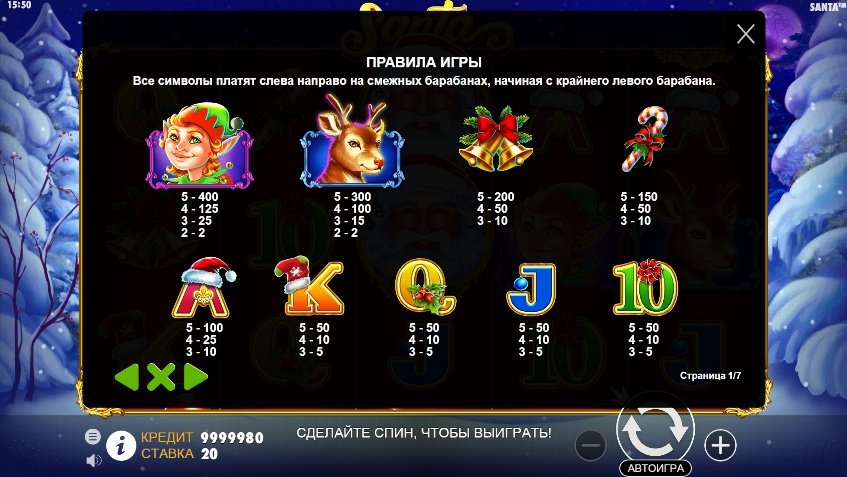 15:50
Santa
SANTA™
ПРАВИЛА ИГРЫ
Все символы платят слева направо на смежных барабанах, начиная с крайнего левого барабана.
5 - 400
4 - 125
3 - 25
2 - 2
5 - 300
4 - 100
3 - 15
2 - 2
5 - 200
4 - 50
3 - 10
5 - 150
4 - 50
3 - 10
A
K
Q
J
10
5 - 100
4 - 25
3 - 10
5 - 50
4 - 10
3 - 5
5 - 50
4 - 10
3 - 5
5 - 50
4 - 10
3 - 5
5 - 50
4 - 10
3 - 5
Страница 1/7
КРЕДИТ 9999980
СТАВКА 20
СДЕЛАЙТЕ СПИН, ЧТОБЫ ВЫИГРАТЬ!
АВТОИГРА